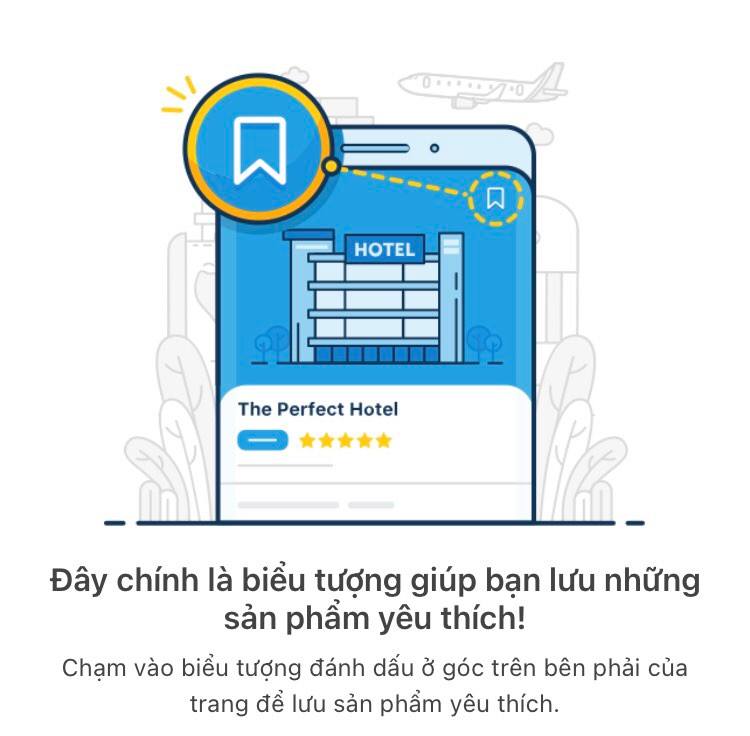 HOTEL
The Perfect Hotel
Đây chính là biểu tượng giúp bạn lưu những
sản phẩm yêu thích!
Chạm vào biểu tượng đánh dấu ở góc trên bên phải của
trang để lưu sản phẩm yêu thích.